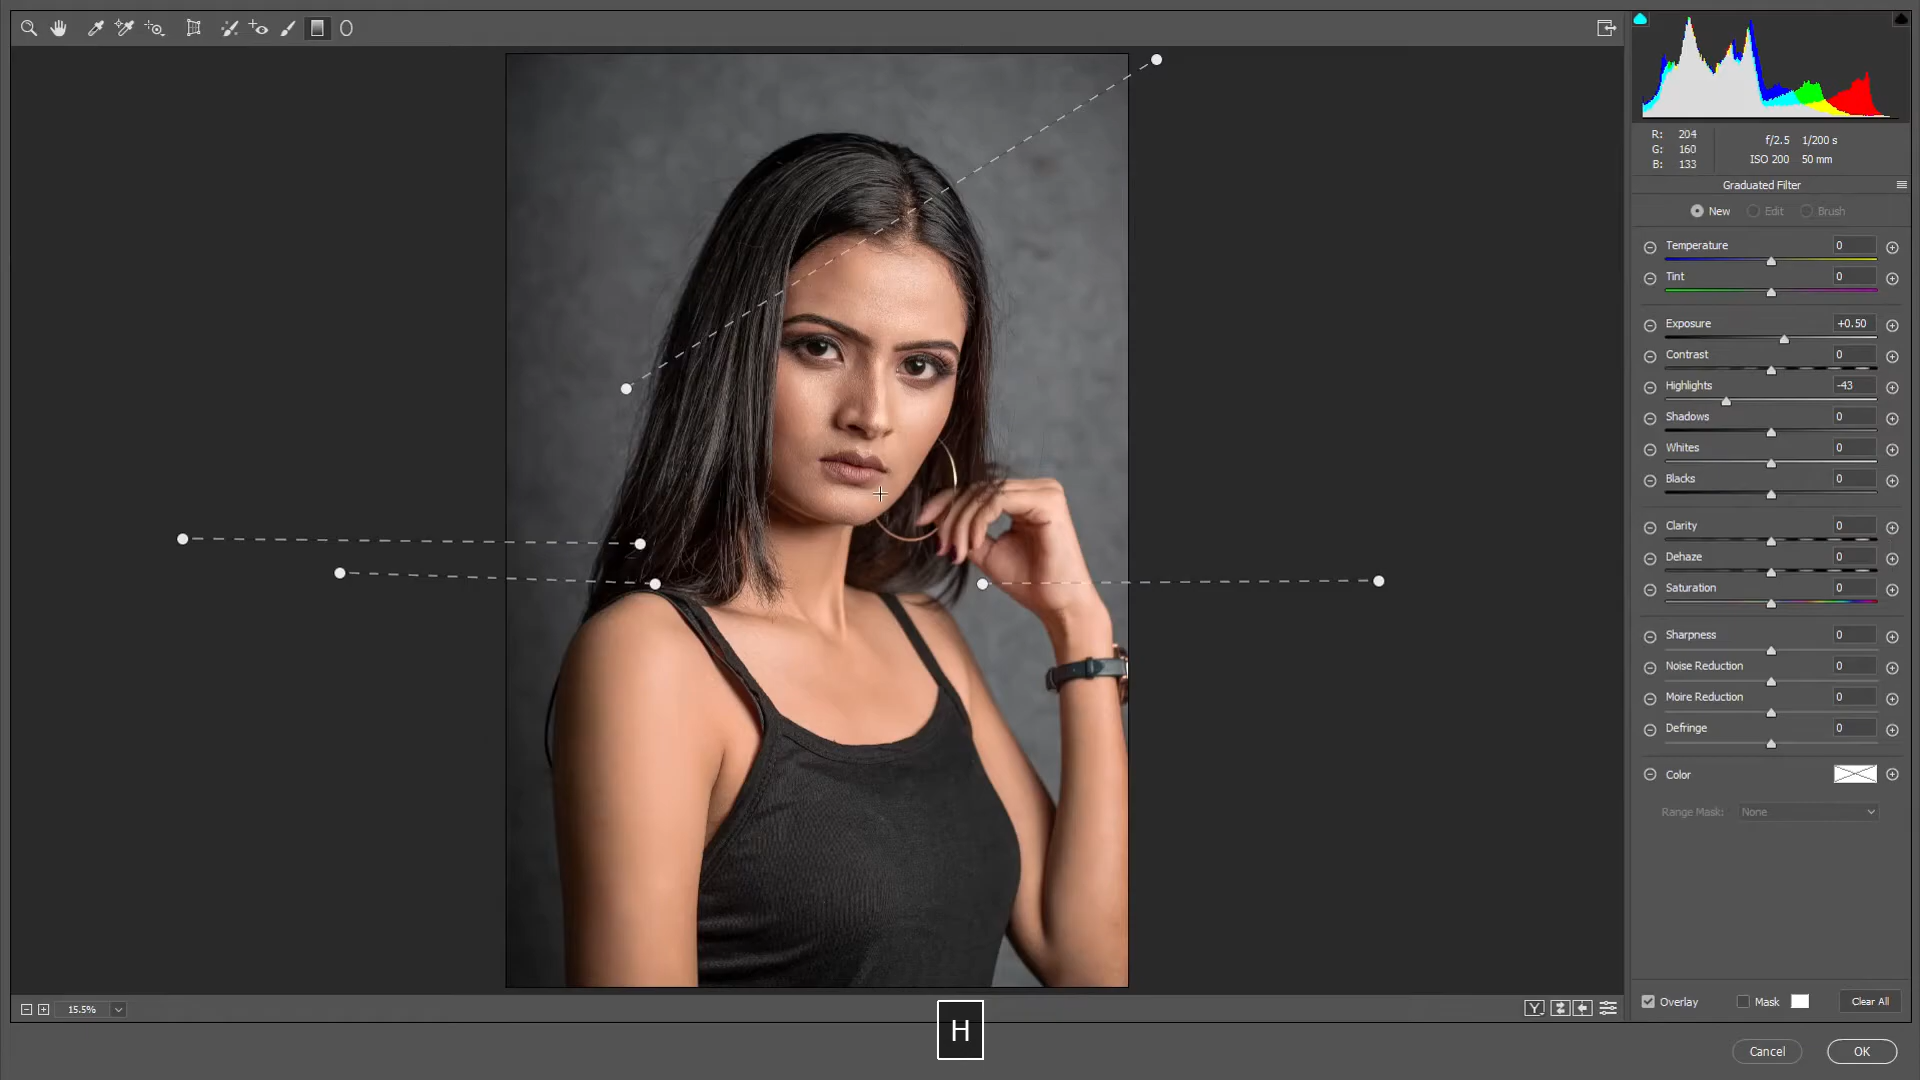 R: 204
G: 160
B: 133
f/2.5 1/200 s
ISO 200 50 mm
Graduated Filter
New Edit Brush
Temperature 0
Tint 0
Exposure +0.50
Contrast 0
Highlights -43
Shadows 0
Whites 0
Blacks 0
Clarity 0
Dehaze 0
Saturation 0
Sharpness 0
Noise Reduction 0
Moire Reduction 0
Defringe 0
Color
Range Mask: None
15.5%
Y
Overlay Mask Clear All
H
Cancel OK